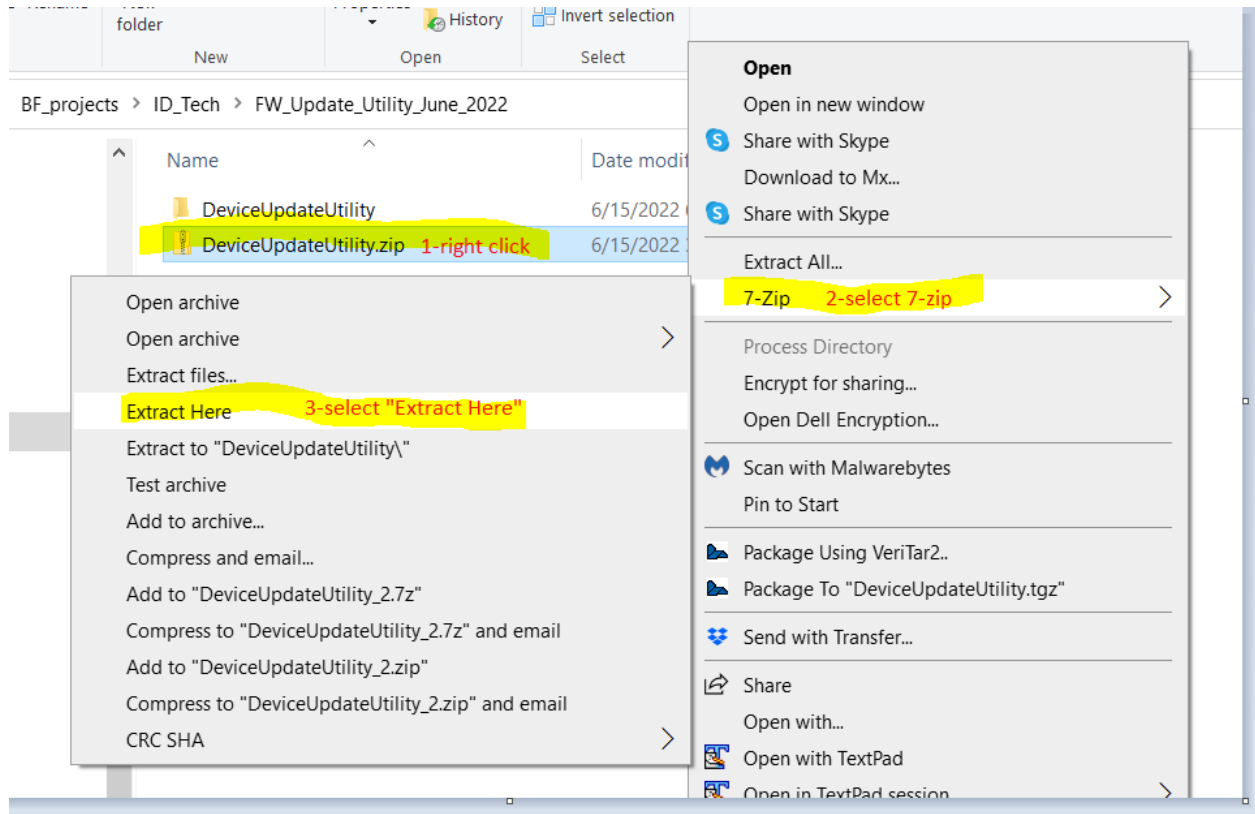 folder
History
Invert selection
New
Open
Select
BF_projects > ID_Tech > FW_Update_Utility_June_2022
Name
Date modif
DeviceUpdateUtility
6/15/2022
DeviceUpdateUtility.zip 1-right click
6/15/2022
Open archive
Open archive
Extract files...
Extract Here 3-select "Extract Here"
Extract to "DeviceUpdateUtility\"
Test archive
Add to archive...
Compress and email...
Add to "DeviceUpdateUtility_2.7z"
Compress to "DeviceUpdateUtility_2.7z" and email
Add to "DeviceUpdateUtility_2.zip"
Compress to "DeviceUpdateUtility_2.zip" and email
CRC SHA
Open
Open in new window
Share with Skype
Download to Mx...
Share with Skype
Extract All...
7-Zip 2-select 7-zip
Process Directory
Encrypt for sharing...
Open Dell Encryption...
Scan with Malwarebytes
Pin to Start
Package Using VeriTar2..
Package To "DeviceUpdateUtility.tgz"
Send with Transfer...
Share
Open with...
Open with TextPad
Open in TextPad session